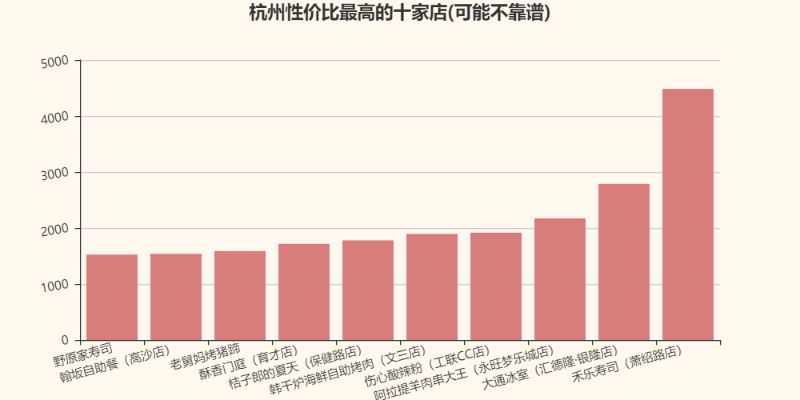 杭州性价比最高的十家店(可能不靠谱)
5000
4000
3000
2000
1000
0
野原家寿司
翰坂自助餐（高沙店）
老舅妈烤猪蹄
酥香门庭（育才店）
桔子郎的夏天（保健路店）
韩干炉海鲜自助烤肉（文三店）
伤心酸辣粉（工联CC店）
阿拉提羊肉串大王（永旺梦乐城店）
大通冰室（汇德隆·银隆店）
禾乐寿司（萧绍路店）